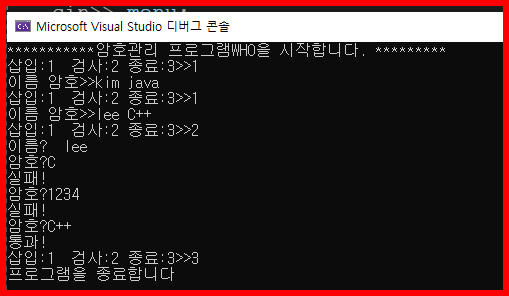 cin>> menu;
Microsoft Visual Studio 디버그 콘솔
***********암호관리 프로그램WHO을 시작합니다. *********
삽입:1  검사:2 종료:3>>1
이름 암호>>kim java
삽입:1  검사:2 종료:3>>1
이름 암호>>lee C++
삽입:1  검사:2 종료:3>>2
이름?  lee
암호?C
실패!
암호?1234
실패!
암호?C++
통과!
삽입:1  검사:2 종료:3>>3
프로그램을 종료합니다